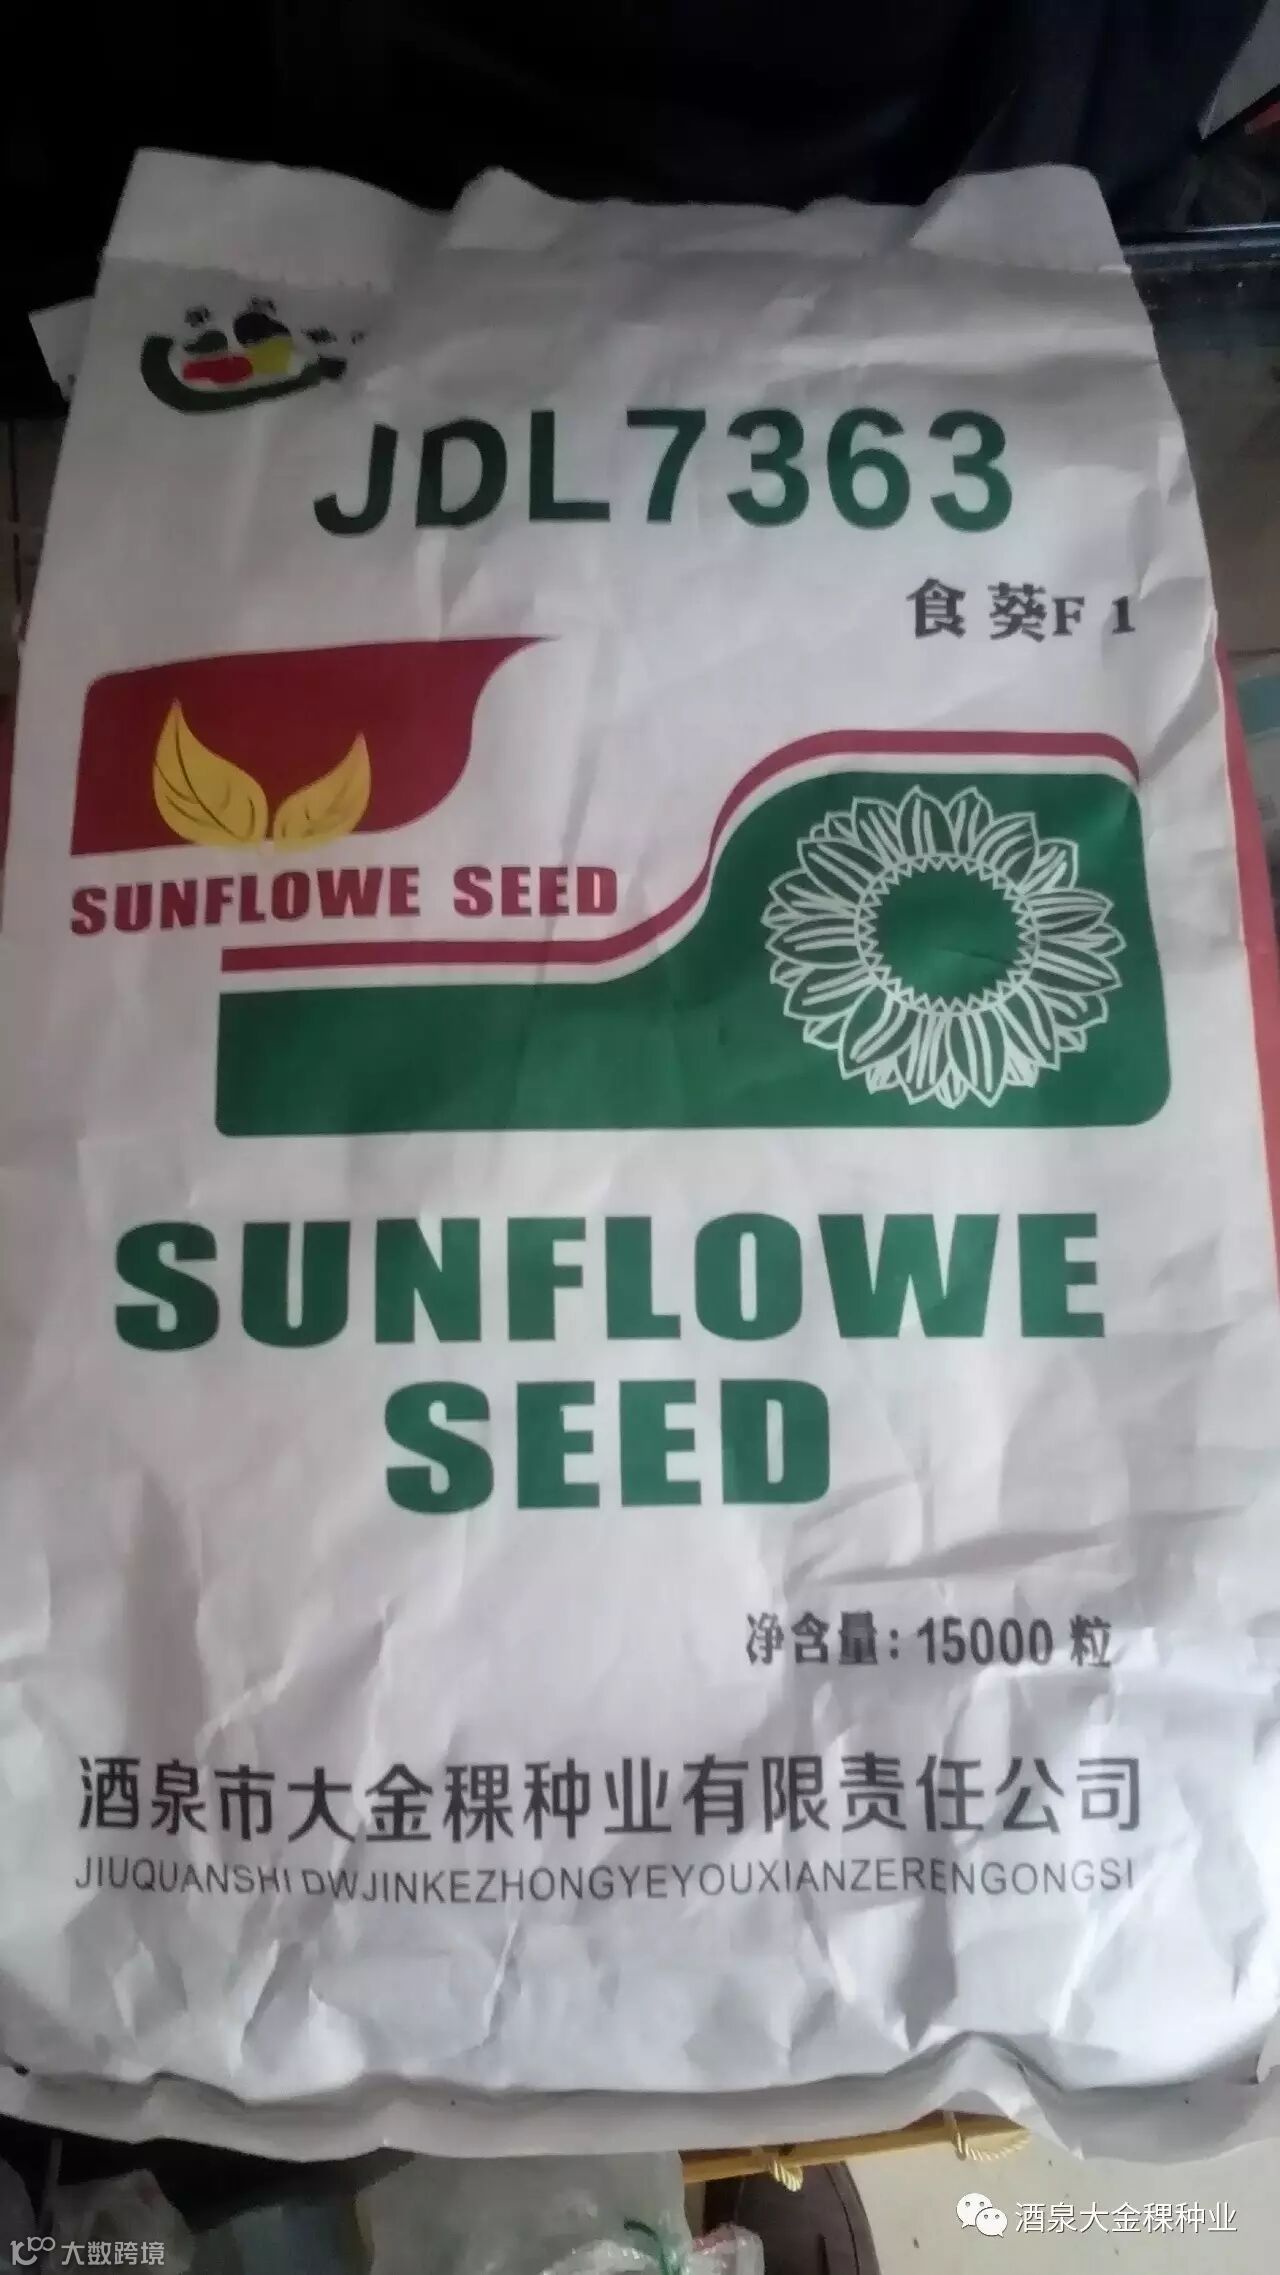 JDL7363
食葵F1
SUNFLOWE SEED
SUNFLOWE
SEED
净含量：15000粒
酒泉市大金稞种业有限责任公司
JIUQUANSHIDWJINKEZHONGYEYOUXIANZERENGONGSI
酒泉大金稞种业
大数跨境